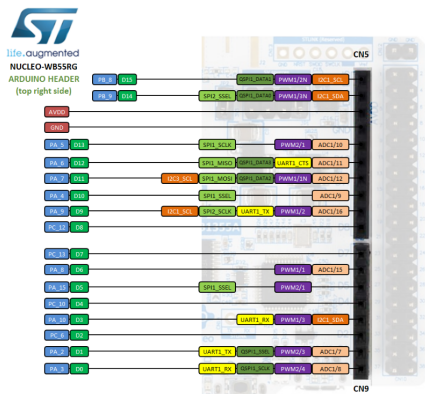 life.augmented
NUCLEO-WB55RG
ARDUINO HEADER
(top right side)
CN5
PB_8 D15 QSPI1_DATA1 PWM1/2N I2C1_SCL
PB_9 D14 SPI2_SSEL QSPI1_DATA0 PWM1/3N I2C1_SDA
AVDD
GND
PA_5 D13 SPI1_SCLK PWM2/1 ADC1/10
PA_6 D12 SPI1_MISO UART1_CTS ADC1/11
PA_7 D11 I2C3_SCL SPI1_MOSI PWM1/1N ADC1/12
PA_4 D10 SPI1_SSEL ADC1/9
PA_9 D9 I2C3_SCL SPI2_SCLK UART1_TX PWM1/2 ADC1/16
PC_12 D8
PC_13 D7
PA_8 D6 PWM1/1 ADC1/15
PA_15 D5 SPI1_SSEL PWM2/1
PC_10 D4
PA_10 D3 UART1_RX PWM1/3 I2C1_SDA
PC_6 D2
PA_2 D1 UART1_TX QSPI1_SSEL PWM2/3 ADC1/7
PA_3 D0 UART1_RX QSPI1_SCLK PWM2/4 ADC1/8
CN9